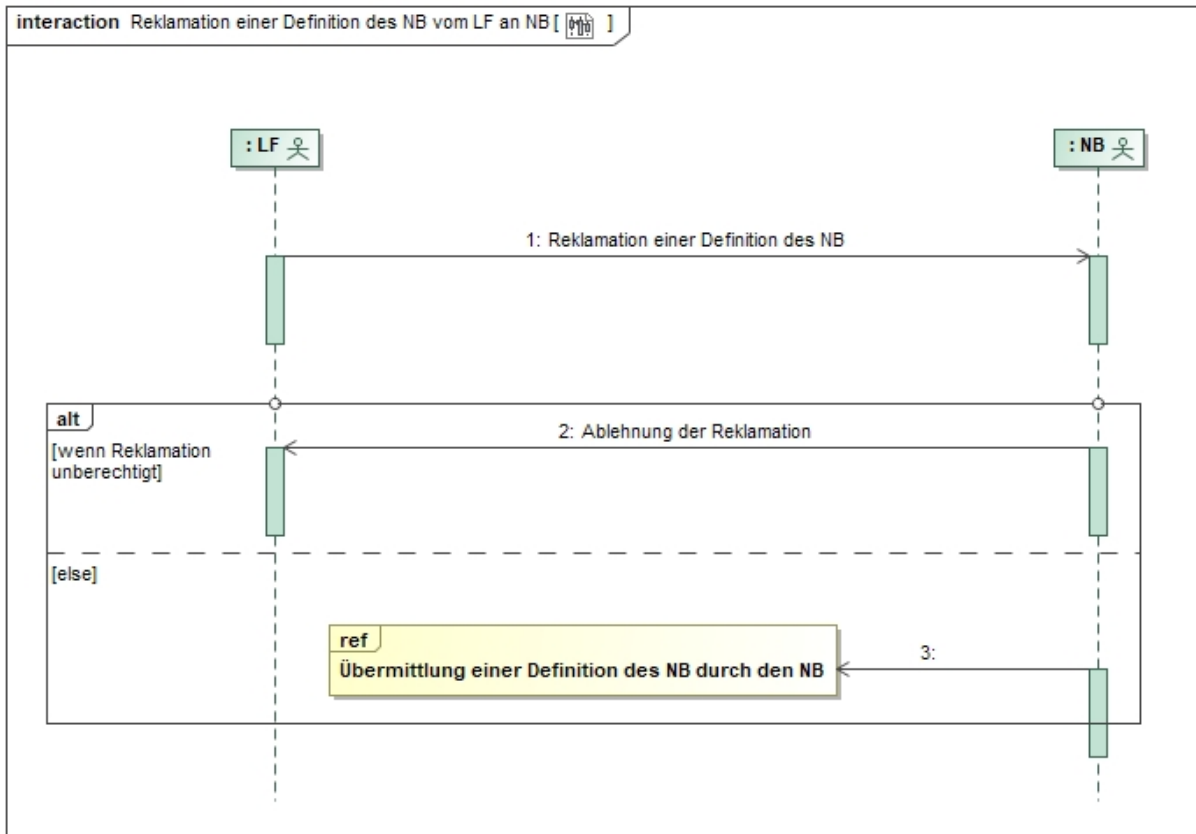 interaction Reklamation einer Definition des NB vom LF an NB [ ]
: LF
: NB
1: Reklamation einer Definition des NB
alt
2: Ablehnung der Reklamation
[wenn Reklamation
unberechtigt]
[else]
ref
3:
Übermittlung einer Definition des NB durch den NB